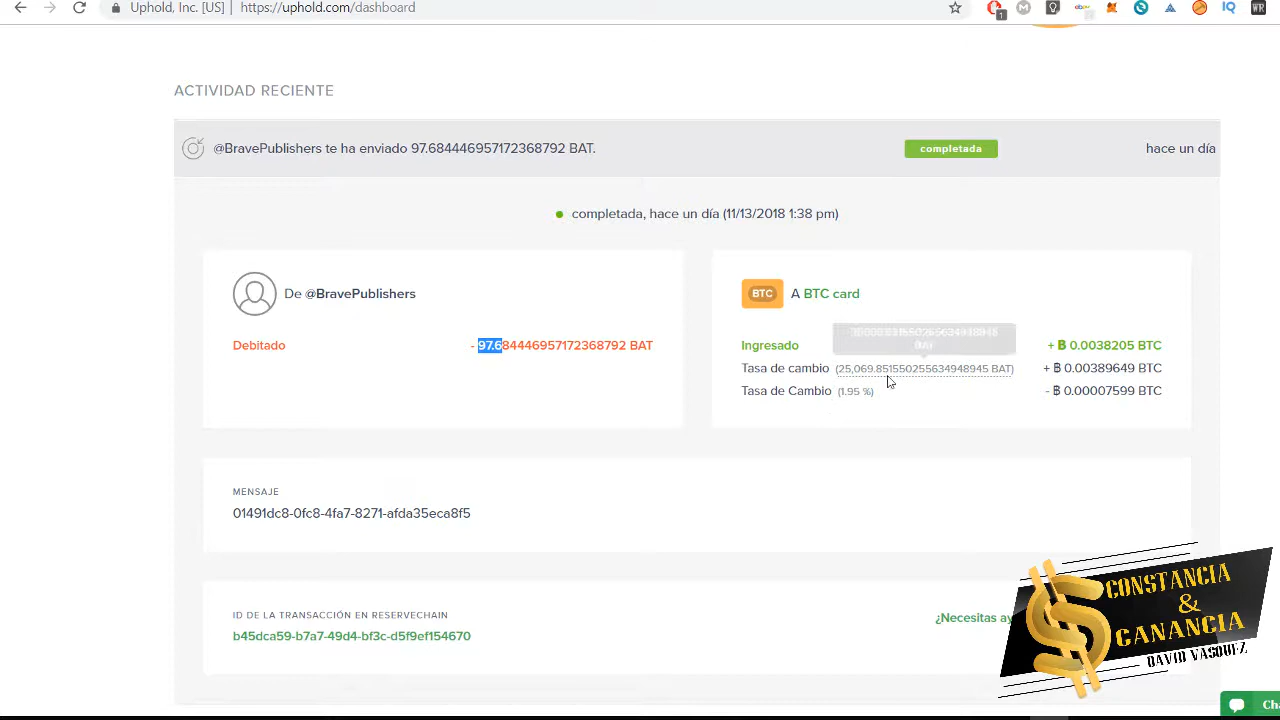 Uphold, Inc. [US] | https://uphold.com/dashboard
ACTIVIDAD RECIENTE
@BravePublishers te ha enviado 97.684446957172368792 BAT. completada hace un día
completada, hace un día (11/13/2018 1:38 pm)
De @BravePublishers
Debitado - 97.684446957172368792 BAT
BTC A BTC card
Ingresado + ₿ 0.0038205 BTC
Tasa de cambio (25,069.851550255634948945 BAT) + ₿ 0.00389649 BTC
Tasa de Cambio (1.95 %) - ₿ 0.00007599 BTC
MENSAJE
01491dc8-0fc8-4fa7-8271-afda35eca8f5
ID DE LA TRANSACCIÓN EN RESERVECHAIN
b45dca59-b7a7-49d4-bf3c-d5f9ef154670
¿Necesitas ay
CONSTANCIA
&
GANANCIA
DAVID VASQUEZ